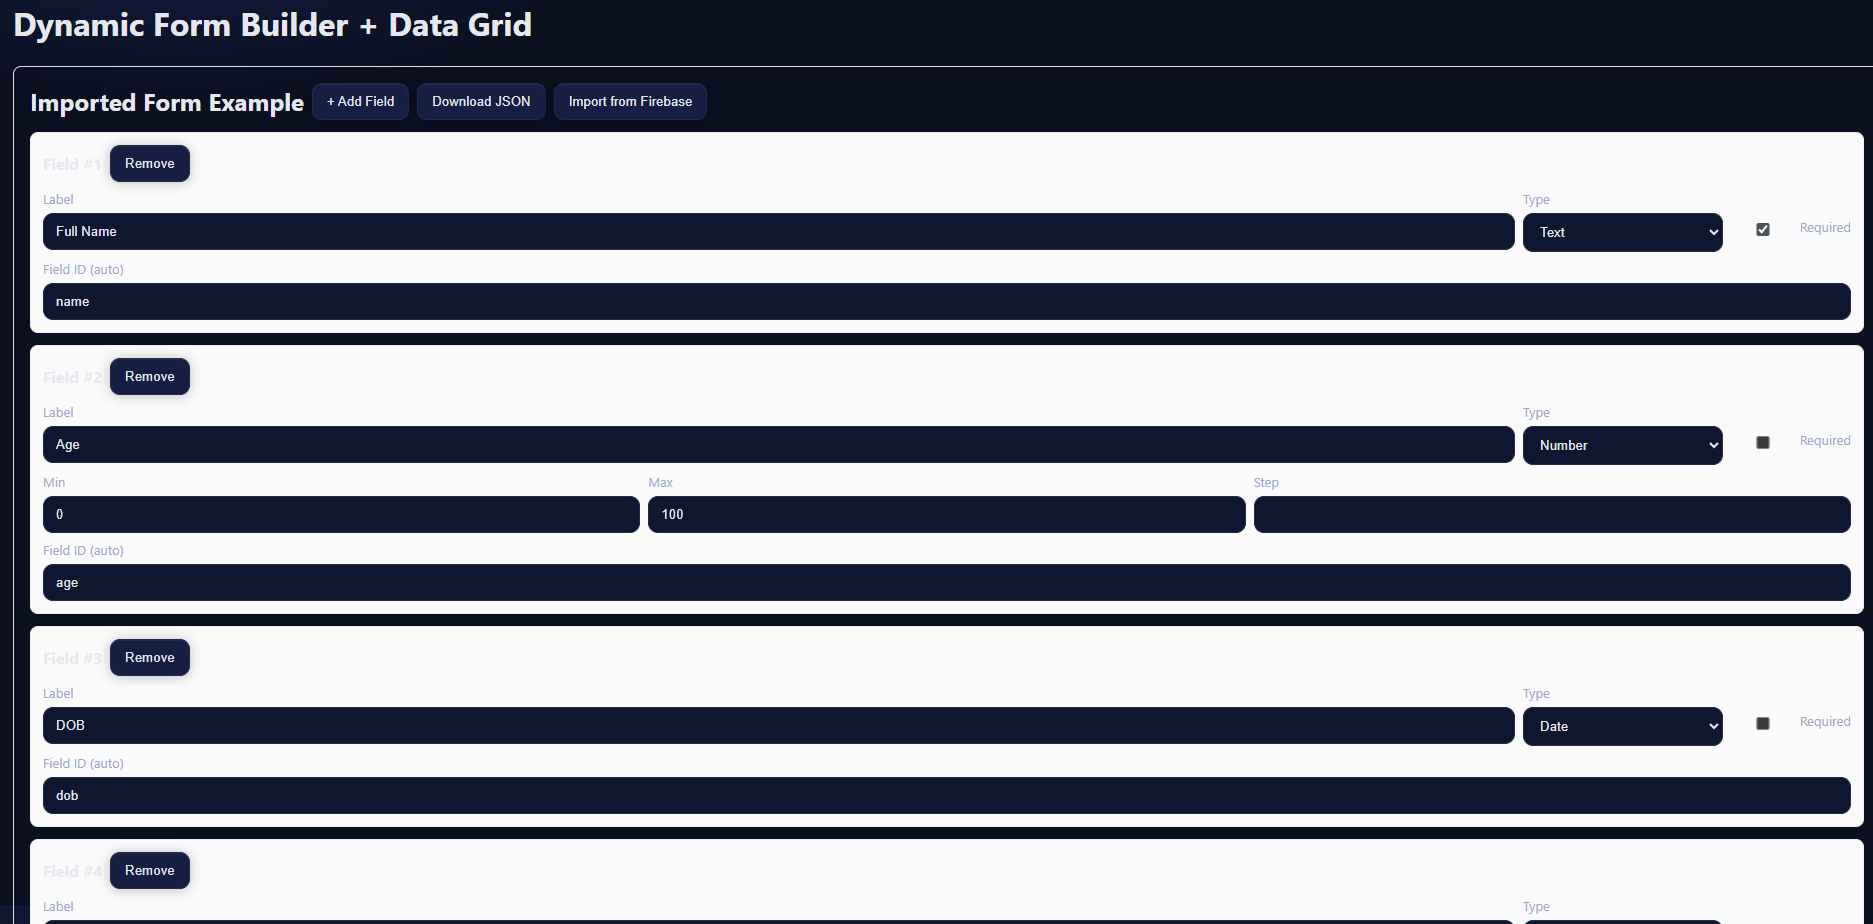 Dynamic Form Builder + Data Grid
Imported Form Example + Add Field Download JSON Import from Firebase
Field #1 Remove
Label Type
Full Name Text Required
Field ID (auto)
name
Field #2 Remove
Label Type
Age Number Required
Min Max Step
0 100
Field ID (auto)
age
Field #3 Remove
Label Type
DOB Date Required
Field ID (auto)
dob
Field #4 Remove
Label Type